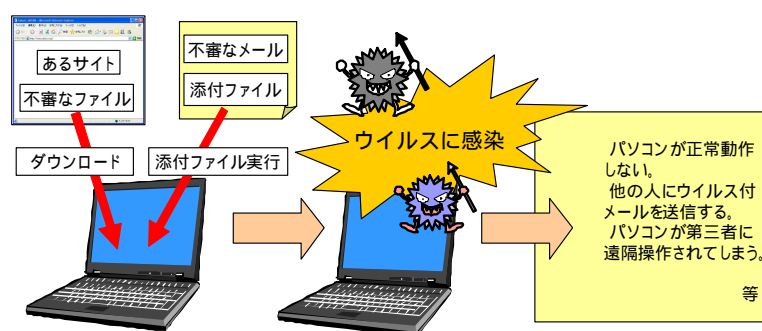 あるサイト
不審なファイル
不審なメール
添付ファイル
ダウンロード
添付ファイル実行
ウイルスに感染
パソコンが正常動作
しない。
他の人にウイルス付
メールを送信する。
パソコンが第三者に
遠隔操作されてしまう。
等